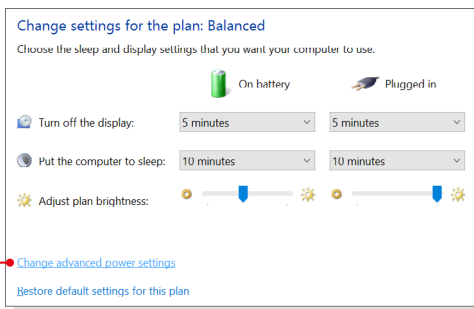 Change settings for the plan: Balanced
Choose the sleep and display settings that you want your computer to use.
On battery Plugged in
Turn off the display: 5 minutes 5 minutes
Put the computer to sleep: 10 minutes 10 minutes
Adjust plan brightness:
Change advanced power settings
Restore default settings for this plan